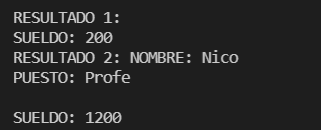 RESULTADO 1:
SUELDO: 200
RESULTADO 2: NOMBRE: Nico
PUESTO: Profe
SUELDO: 1200